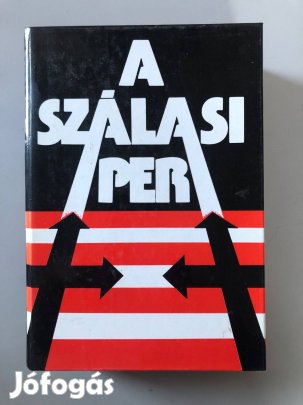 A
SZÁLASI
PER
Jófogás